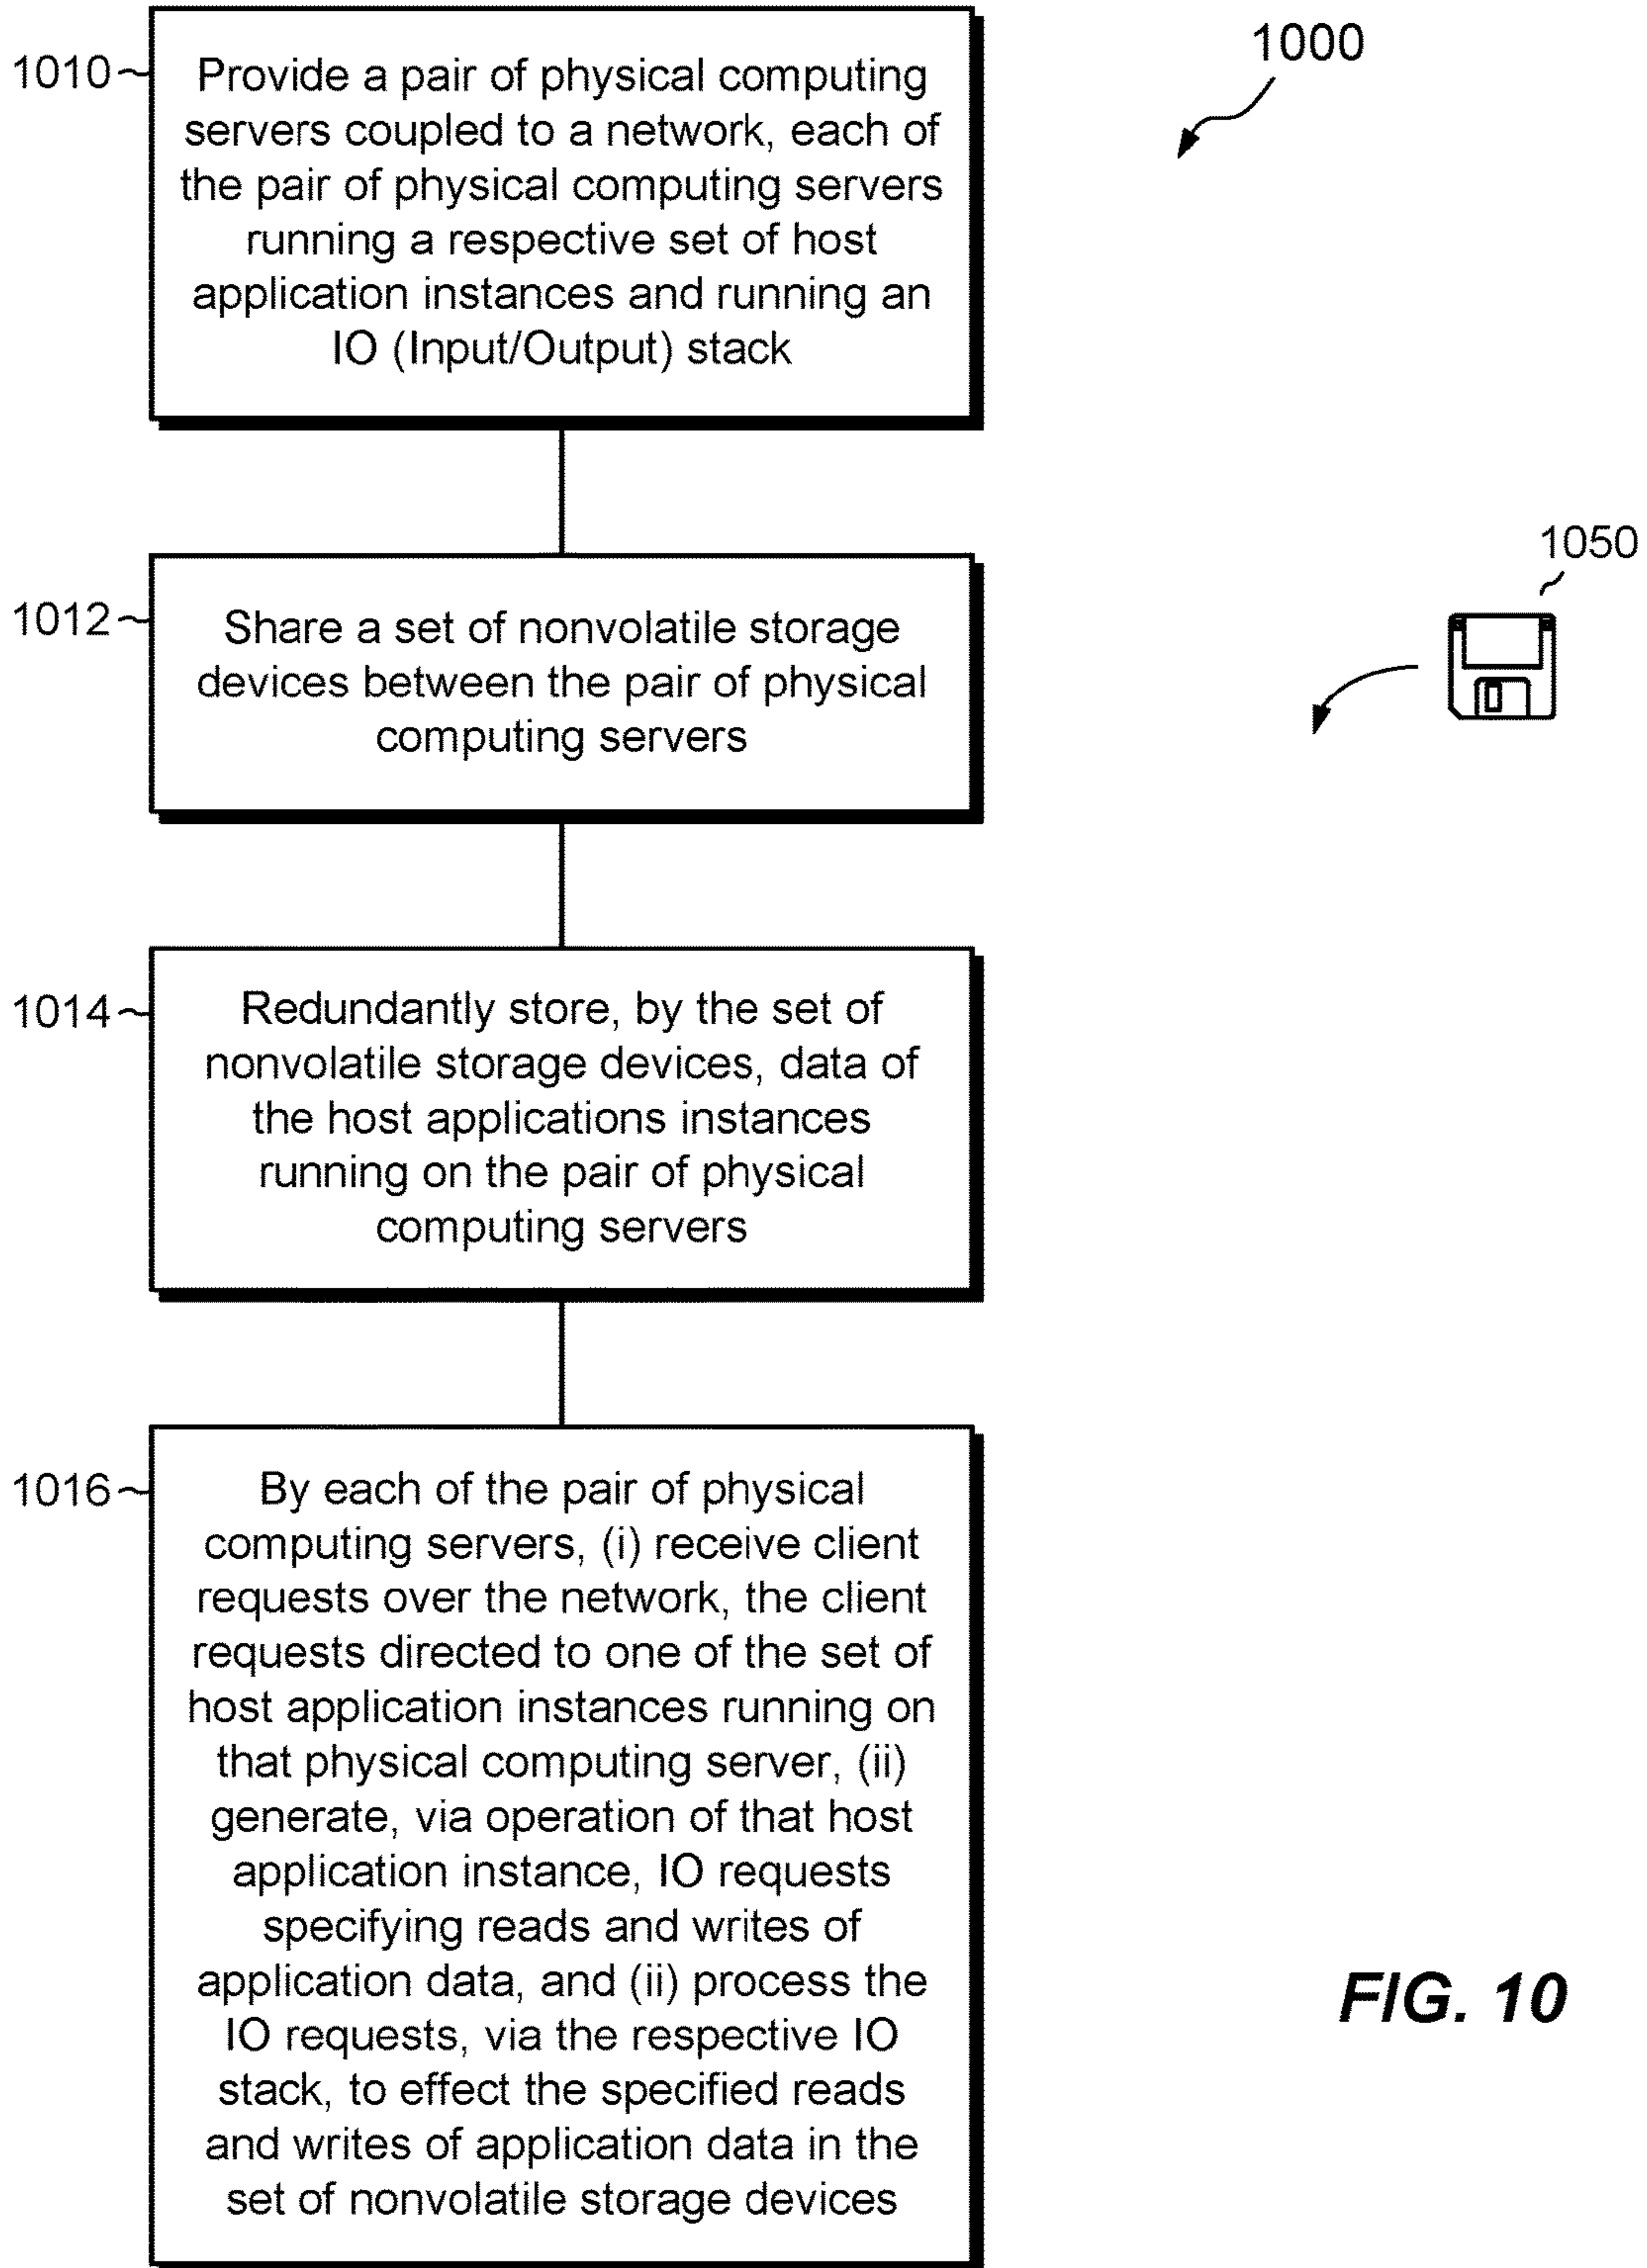 1000
1010
Provide a pair of physical computing
servers coupled to a network, each of
the pair of physical computing servers
running a respective set of host
application instances and running an
IO (Input/Output) stack
1050
1012
Share a set of nonvolatile storage
devices between the pair of physical
computing servers
1014
Redundantly store, by the set of
nonvolatile storage devices, data of
the host applications instances
running on the pair of physical
computing servers
1016
By each of the pair of physical
computing servers, (i) receive client
requests over the network, the client
requests directed to one of the set of
host application instances running on
that physical computing server, (ii)
generate, via operation of that host
application instance, IO requests
specifying reads and writes of
application data, and (ii) process the
IO requests, via the respective IO
stack, to effect the specified reads
and writes of application data in the
set of nonvolatile storage devices
FIG. 10